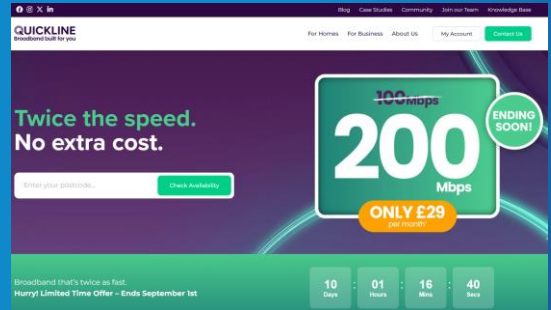 Blog Case Studies Community Join our Team Knowledge Base
QUICKLINE
Broadband built for you
For Homes For Business About Us My Account Contact Us
Twice the speed.
No extra cost.
Enter your postcode... Check Availability
100Mbps
200
Mbps
ENDING
SOON!
ONLY £29
per month*
Broadband that's twice as fast.
Hurry! Limited Time Offer – Ends September 1st
10 : 01 : 16 : 40
Days Hours Mins Secs